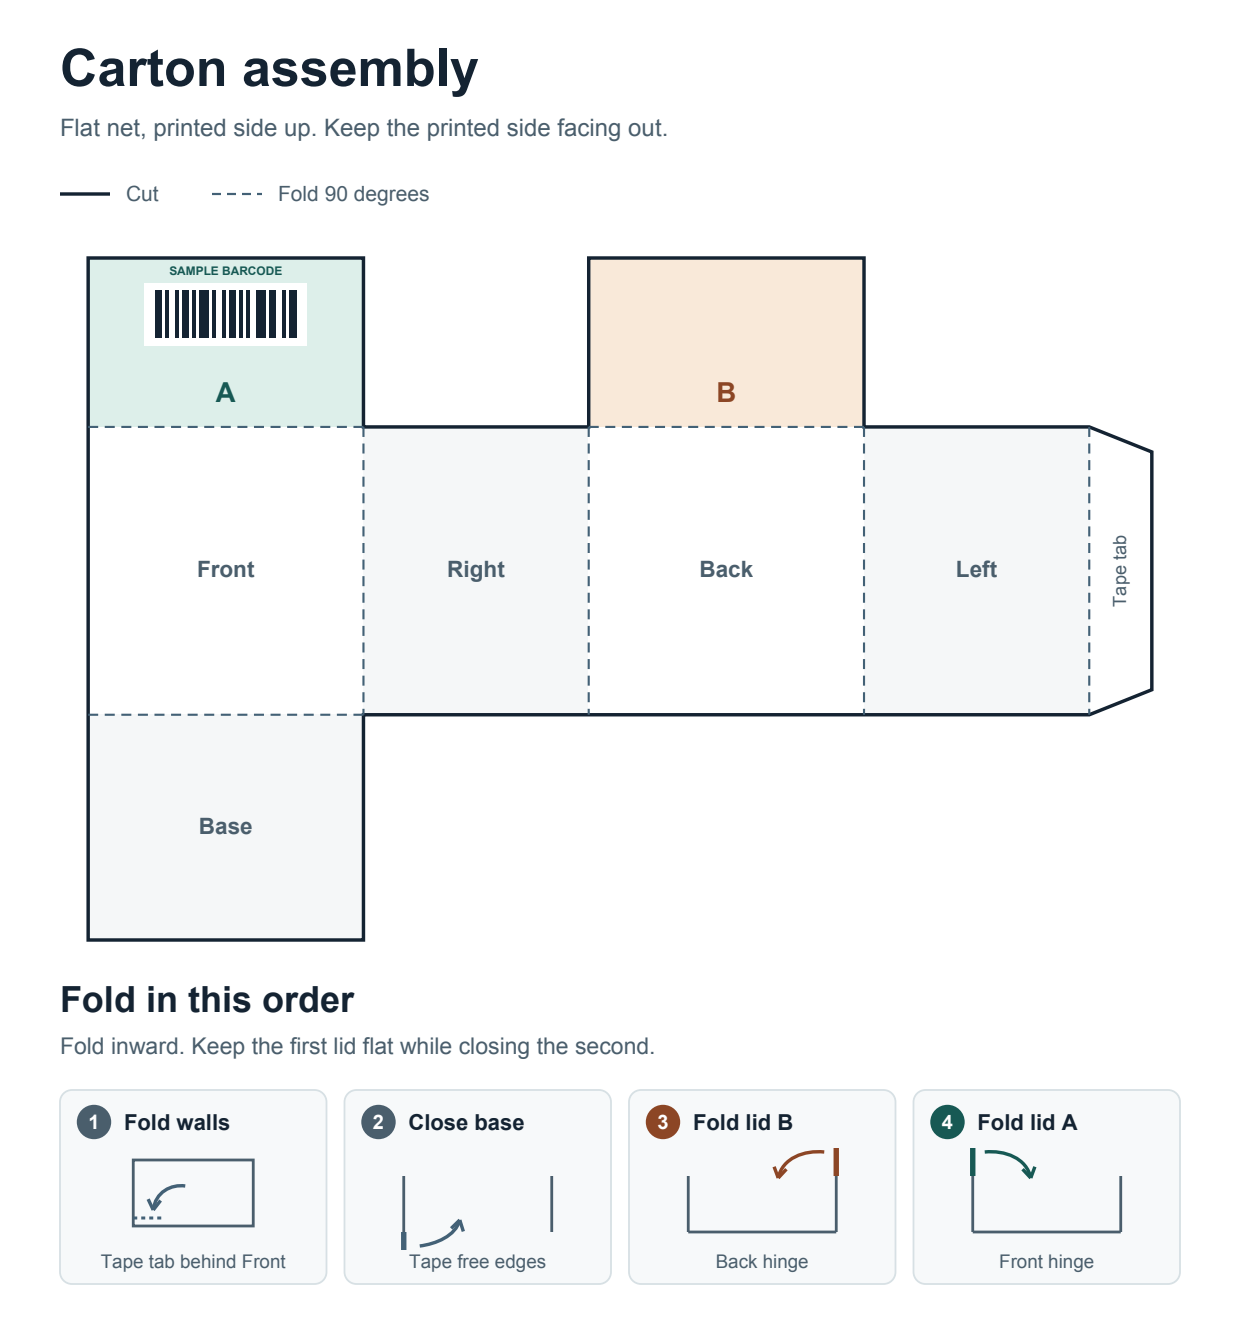 Carton assembly
Flat net, printed side up. Keep the printed side facing out.
Cut
Fold 90 degrees
SAMPLE BARCODE
A
B
Front
Right
Back
Left
Tape tab
Base
Fold in this order
Fold inward. Keep the first lid flat while closing the second.
1 Fold walls
Tape tab behind Front
2 Close base
Tape free edges
3 Fold lid B
Back hinge
4 Fold lid A
Front hinge